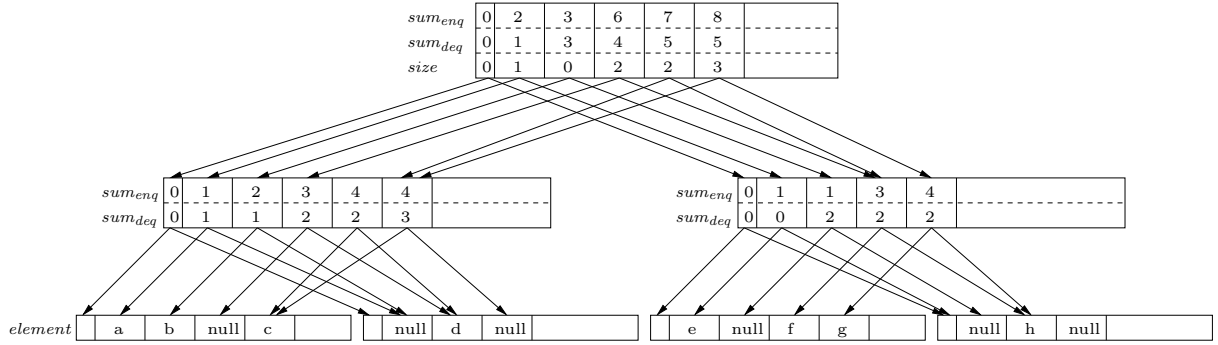 sum_enq 0 2 3 6 7 8
sum_deq 0 1 3 4 5 5
size 0 1 0 2 2 3
sum_enq 0 1 2 3 4 4 sum_enq 0 1 1 3 4
sum_deq 0 1 1 2 2 3 sum_deq 0 0 2 2 2
element a b null c null d null e null f g null h null